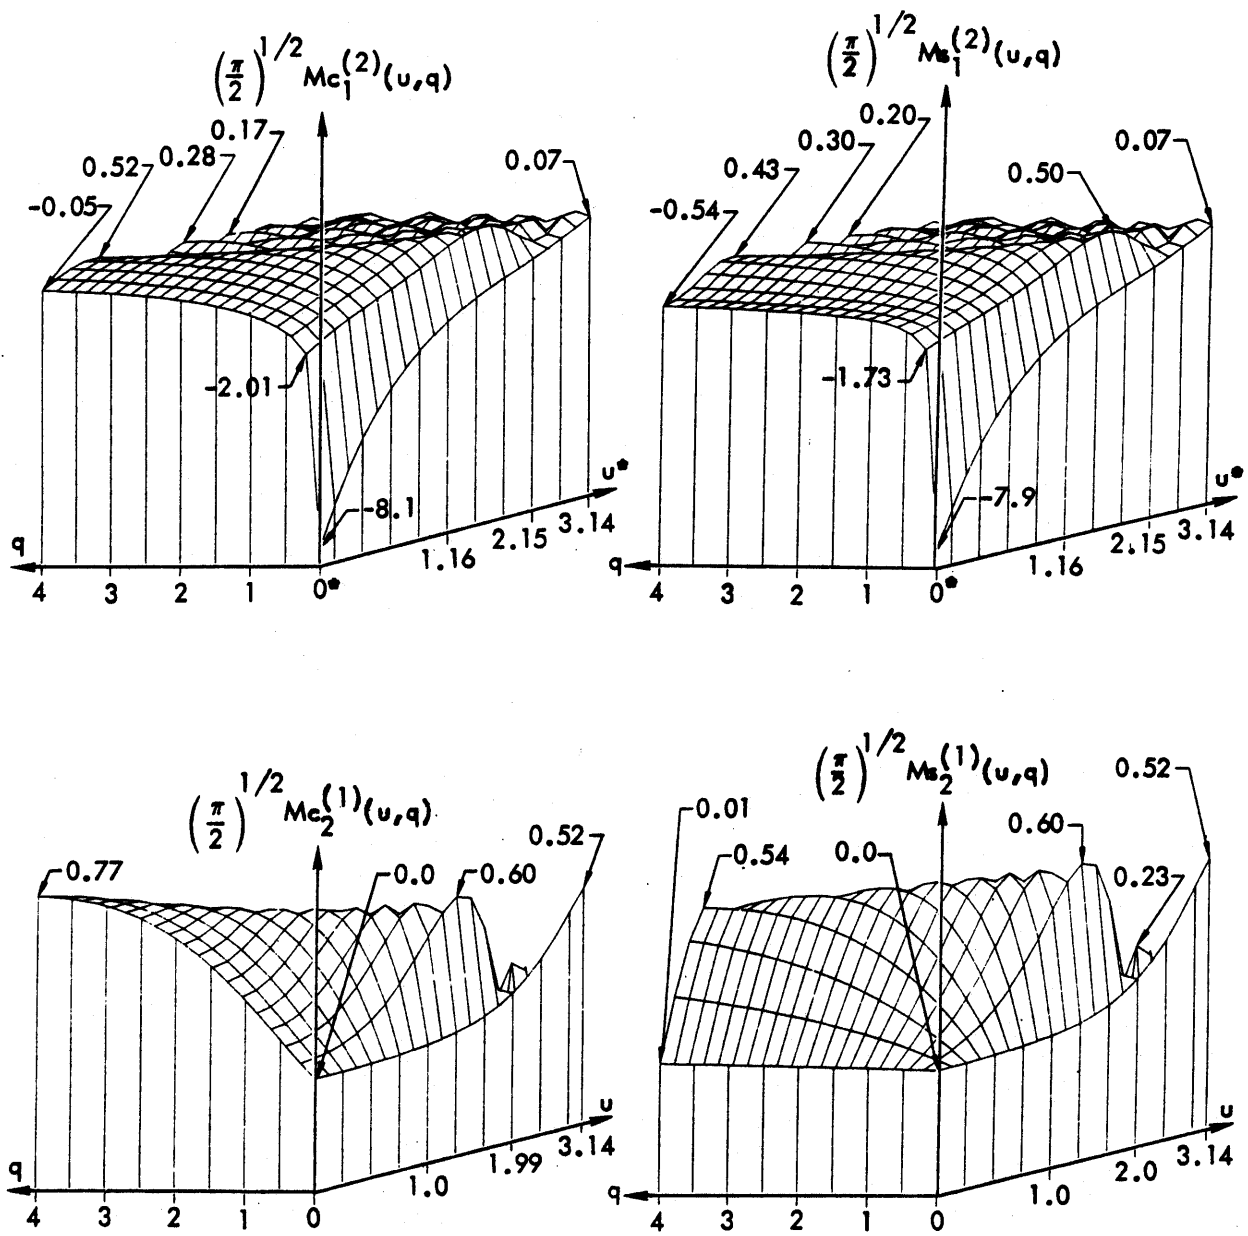 (π/2)^1/2 Mc₁^(2)(u,q)
0.17
0.28
0.52
-0.05
0.07
-2.01
-8.1
u*
3.14
2.15
1.16
q
4 3 2 1 0*
(π/2)^1/2 Ms₁^(2)(u,q)
0.20
0.30
0.43
-0.54
0.50
0.07
-1.73
-7.9
u*
3.14
2.15
1.16
q
4 3 2 1 0*
(π/2)^1/2 Mc₂^(1)(u,q)
0.77
0.0
0.60
0.52
u
3.14
1.99
1.0
q
4 3 2 1 0
(π/2)^1/2 Ms₂^(1)(u,q)
-0.01
0.54
0.0
0.60
0.52
0.23
u
3.14
2.0
1.0
q
4 3 2 1 0